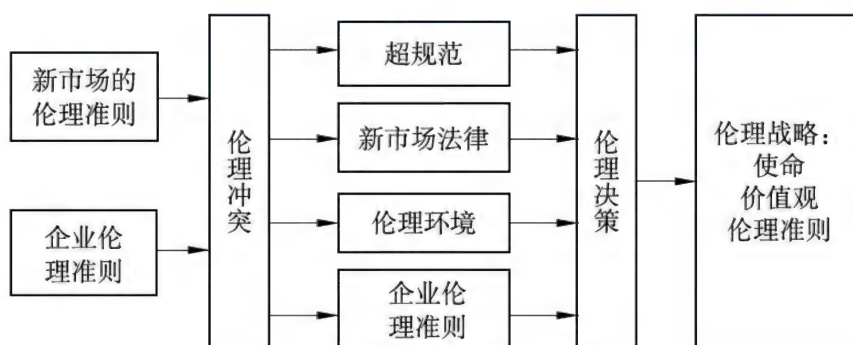 新市场的
伦理准则
企业伦
理准则
伦理冲突
超规范
新市场法律
伦理环境
企业伦
理准则
伦理决策
伦理战略：
使命
价值观
伦理准则